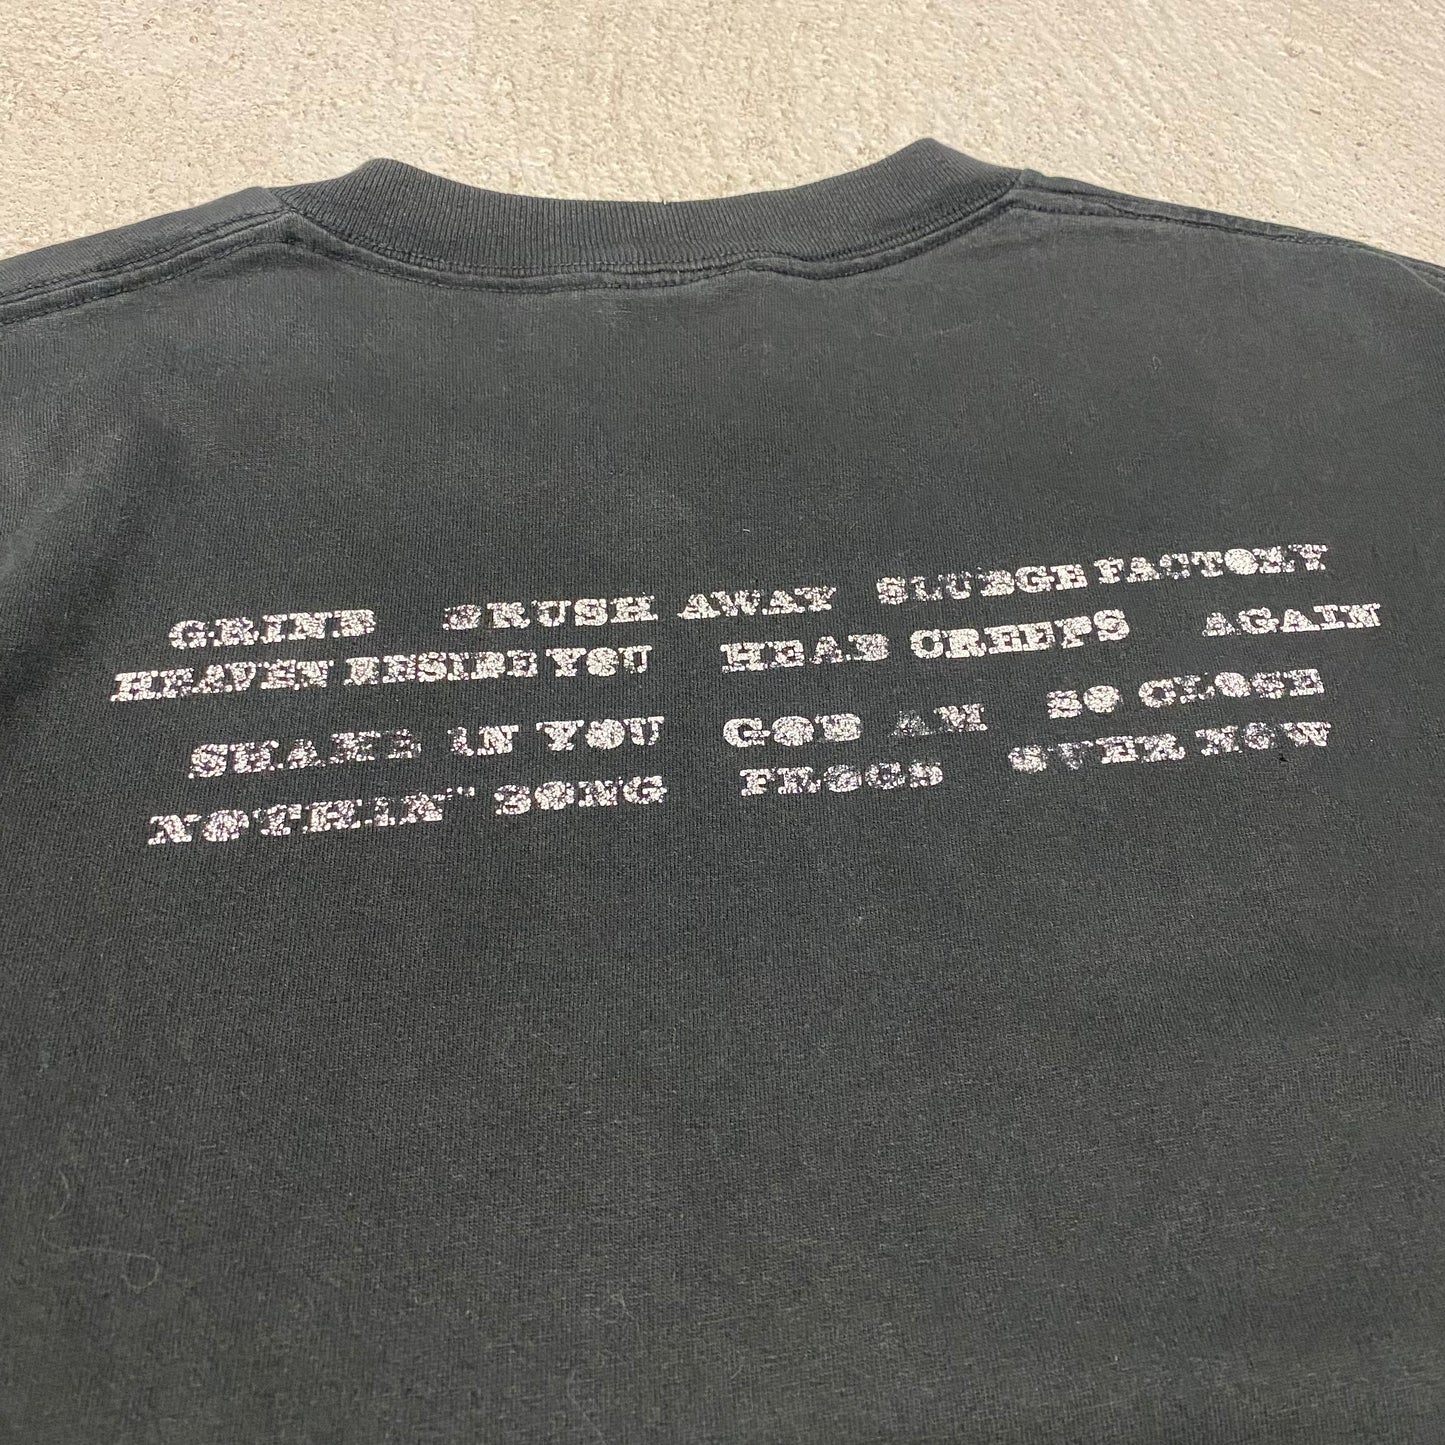 GRIND BRUSH AWAY SLUDGE FACTORY
HEAVEN BESIDE YOU HEAD CREEPS AGAIN
SHAME IN YOU GOD AM SO CLOSE
NOTHIN" SONG FROGS OVER NOW